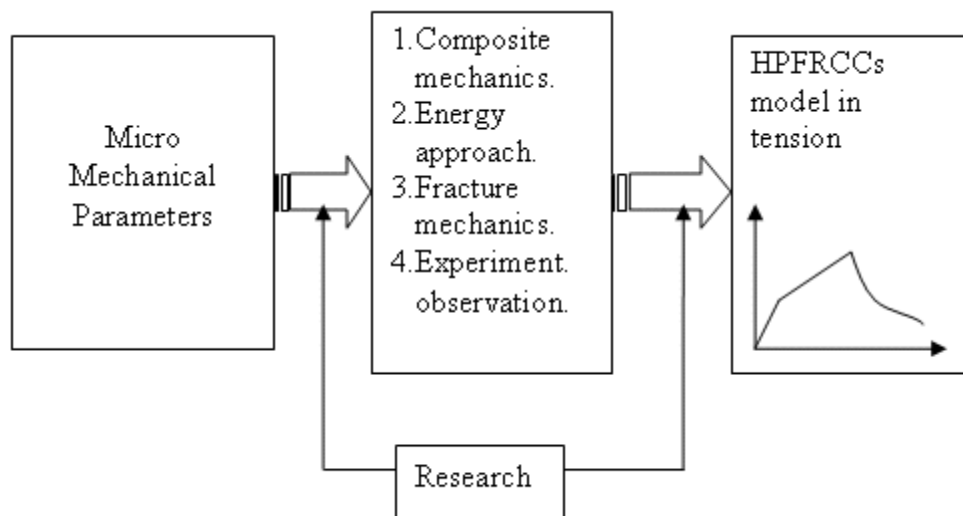 Micro
Mechanical
Parameters
1.Composite
mechanics.
2.Energy
approach.
3.Fracture
mechanics.
4.Experiment.
observation.
HPFRCCs
model in
tension
Research